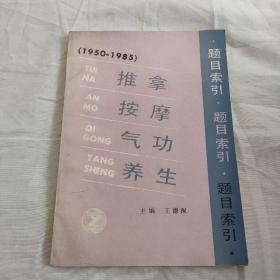 (1950-1985)
TUI NA 推拿
AN MO 按摩
QI GONG 气功
YANG SHENG 养生
主编 王德深
·题目索引·题目索引·题目索引·